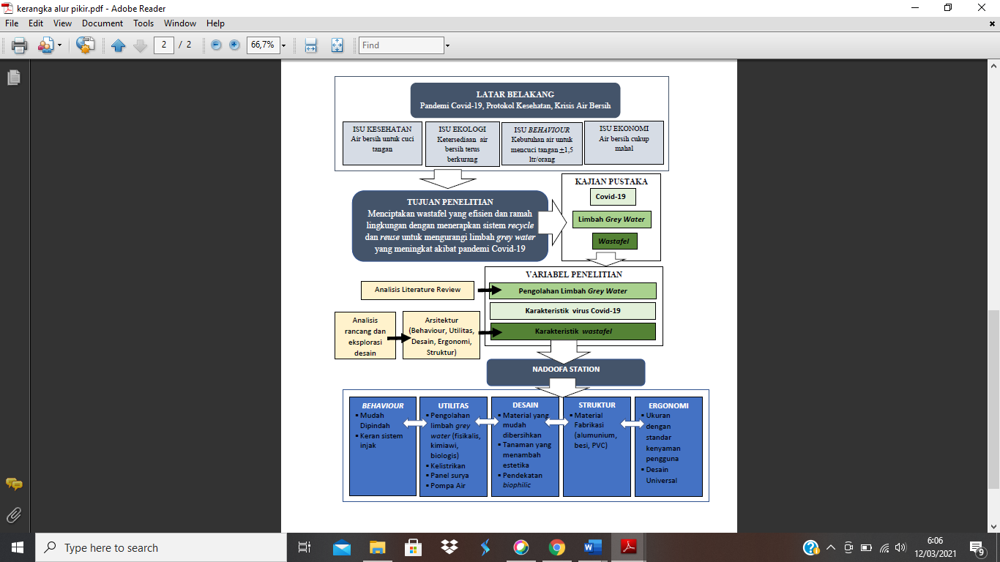 kerangka alur pikir.pdf - Adobe Reader
File Edit View Document Tools Window Help
2 / 2 66,7% Find
LATAR BELAKANG
Pandemi Covid-19, Protokol Kesehatan, Krisis Air Bersih
ISU KESEHATAN
Air bersih untuk cuci
tangan
ISU EKOLOGI
Ketersediaan air
bersih terus
berkurang
ISU BEHAVIOUR
Kebutuhan air untuk
mencuci tangan ±1,5
ltr/orang
ISU EKONOMI
Air bersih cukup
mahal
TUJUAN PENELITIAN
Menciptakan wastafel yang efisien dan ramah
lingkungan dengan menerapkan sistem recycle
dan reuse untuk mengurangi limbah grey water
yang meningkat akibat pandemi Covid-19
KAJIAN PUSTAKA
Covid-19
Limbah Grey Water
Wastafel
VARIABEL PENELITIAN
Pengolahan Limbah Grey Water
Karakteristik virus Covid-19
Karakteristik wastafel
Analisis Literature Review
Analisis
rancang dan
eksplorasi
desain
Arsitektur
(Behaviour, Utilitas,
Desain, Ergonomi,
Struktur)
NADOOFA STATION
BEHAVIOUR
▪ Mudah
Dipindah
▪ Keran sistem
injak
UTILITAS
▪ Pengolahan
limbah grey
water (fisikalis,
kimiawi,
biologis)
▪ Kelistrikan
▪ Panel surya
▪ Pompa Air
DESAIN
▪ Material yang
mudah
dibersihkan
▪ Tanaman yang
menambah
estetika
▪ Pendekatan
biophilic
STRUKTUR
▪ Material
Fabrikasi
(alumunium,
besi, PVC)
ERGONOMI
▪ Ukuran
dengan
standar
kenyaman
pengguna
▪ Desain
Universal
Type here to search
6:06
12/03/2021
9